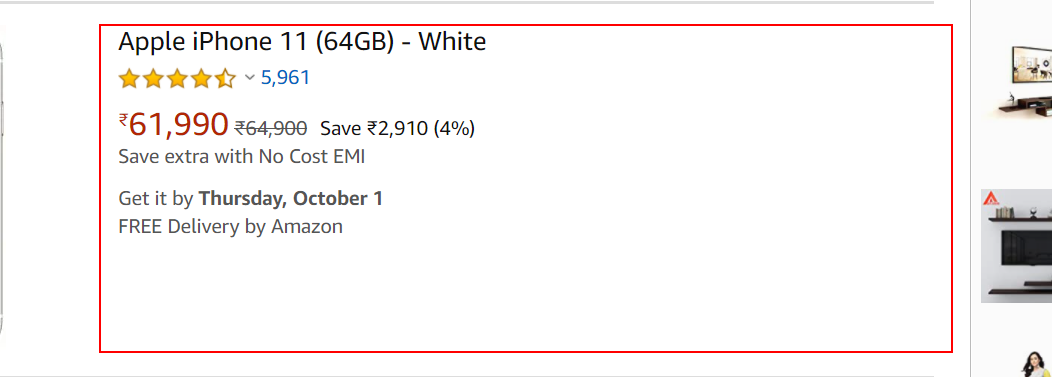 Apple iPhone 11 (64GB) - White
5,961
₹61,990 ₹64,900 Save ₹2,910 (4%)
Save extra with No Cost EMI
Get it by Thursday, October 1
FREE Delivery by Amazon